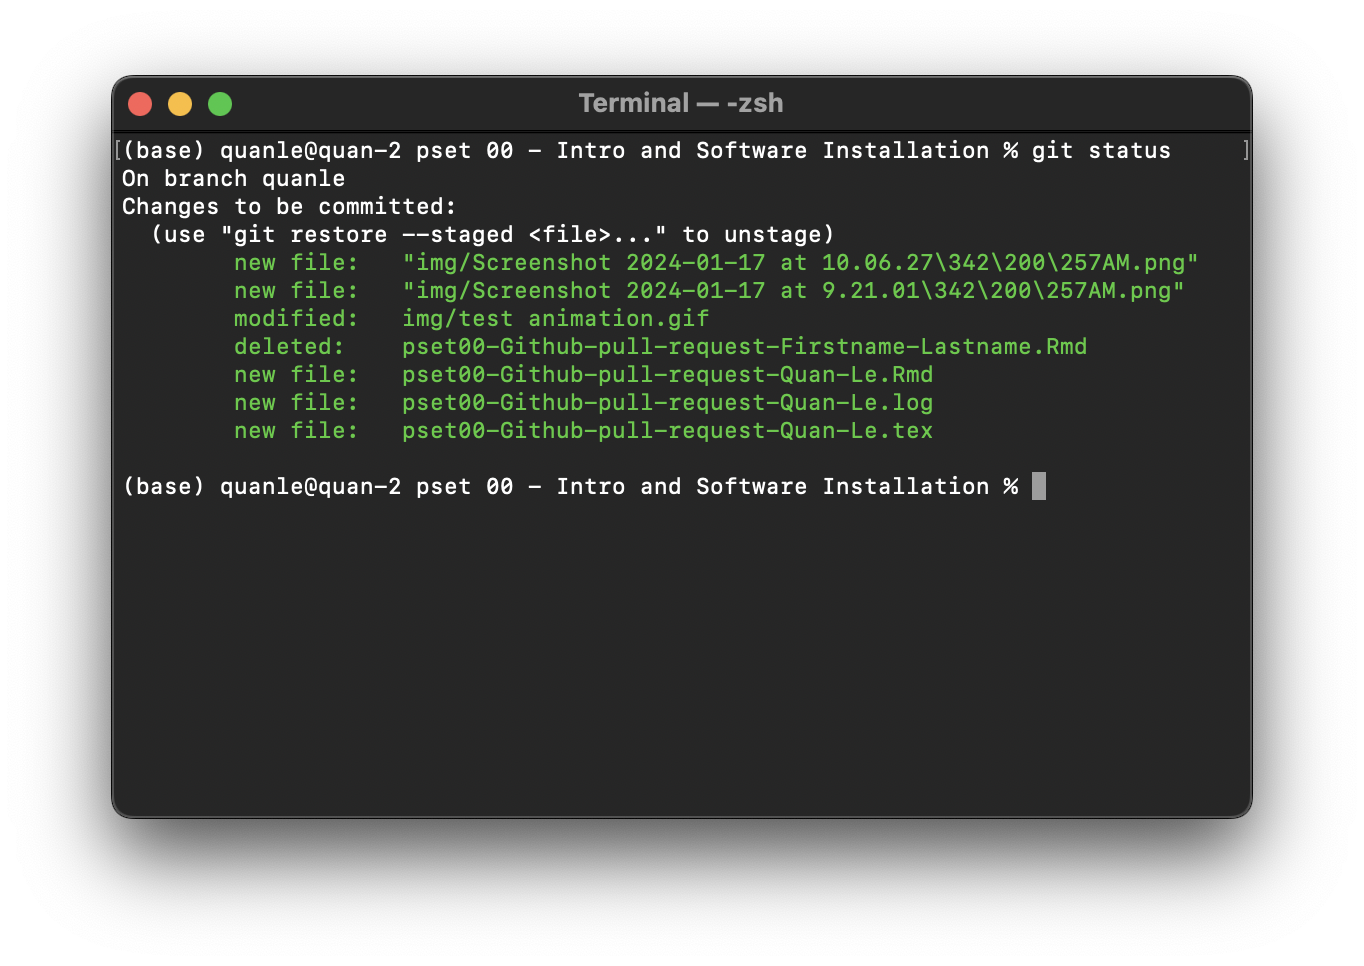 Terminal — -zsh
[(base) quanle@quan-2 pset 00 - Intro and Software Installation % git status ]
On branch quanle
Changes to be committed:
  (use "git restore --staged <file>..." to unstage)
        new file:   "img/Screenshot 2024-01-17 at 10.06.27\342\200\257AM.png"
        new file:   "img/Screenshot 2024-01-17 at 9.21.01\342\200\257AM.png"
        modified:   img/test animation.gif
        deleted:    pset00-Github-pull-request-Firstname-Lastname.Rmd
        new file:   pset00-Github-pull-request-Quan-Le.Rmd
        new file:   pset00-Github-pull-request-Quan-Le.log
        new file:   pset00-Github-pull-request-Quan-Le.tex
(base) quanle@quan-2 pset 00 - Intro and Software Installation %